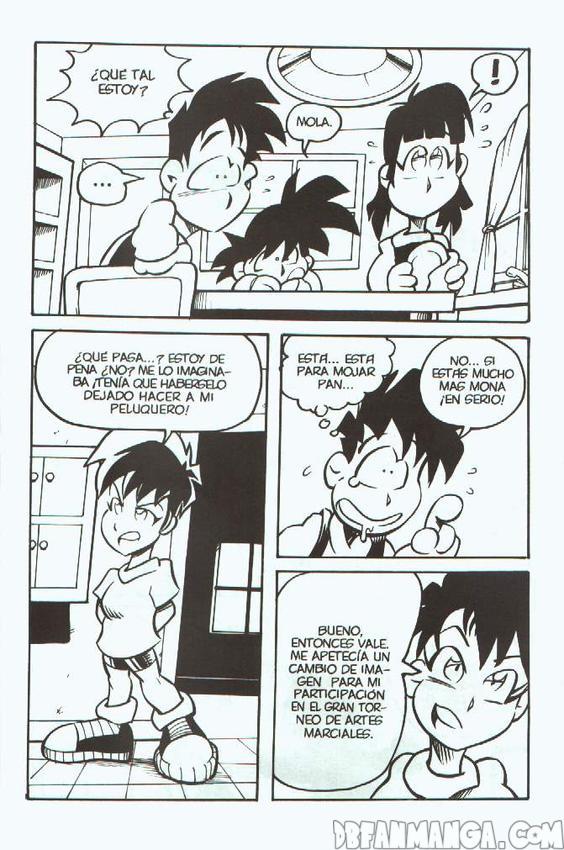 ¿QUE TAL
ESTOY?
MOLA.
!
...
¿QUÉ PASA...? ESTOY DE
PENA ¿NO? ME LO IMAGINA-
BA ¡TENÍA QUE HABERSELO
DEJADO HACER A MI
PELUQUERO!
ESTA... ESTA
PARA MOJAR
PAN...
NO... SI
ESTAS MUCHO
MAS MONA
¡EN SERIO!
BUENO,
ENTONCES VALE.
ME APETECÍA UN
CAMBIO DE IMA-
GEN PARA MI
PARTICIPACIÓN
EN EL GRAN TOR-
NEO DE ARTES
MARCIALES.
DBFANMANGA.COM